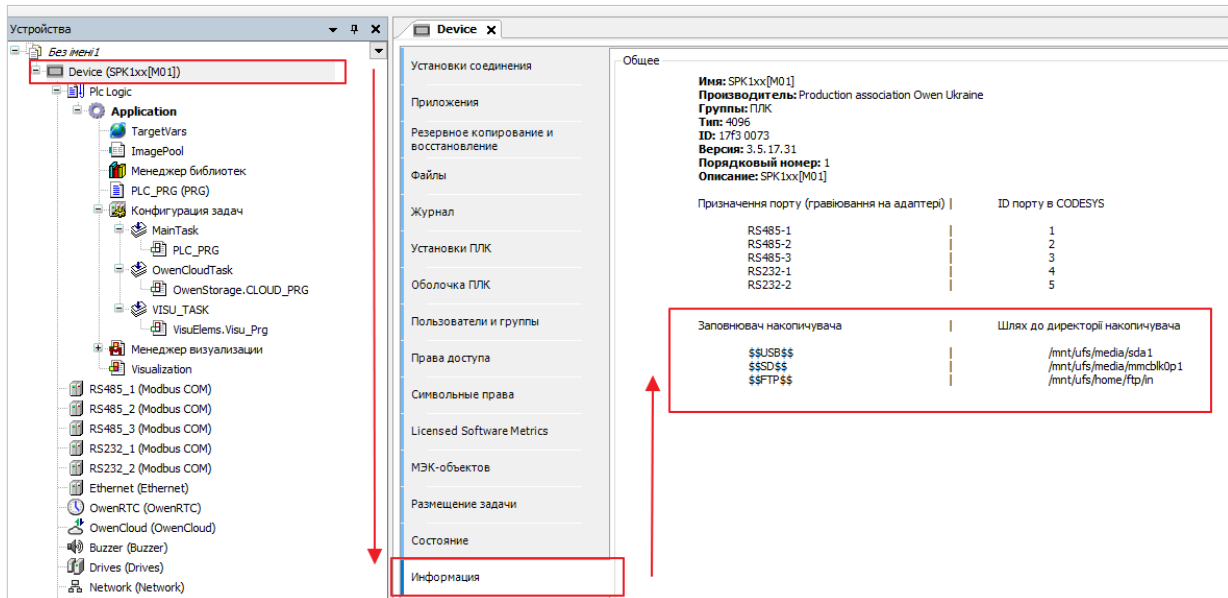 Устройства
Без імені1
Device (SPK1xx[M01])
Plc Logic
Application
TargetVars
ImagePool
Менеджер библиотек
PLC_PRG (PRG)
Конфигурация задач
MainTask
PLC_PRG
OwenCloudTask
OwenStorage.CLOUD_PRG
VISU_TASK
VisuElems.Visu_Prg
Менеджер визуализации
Visualization
RS485_1 (Modbus COM)
RS485_2 (Modbus COM)
RS485_3 (Modbus COM)
RS232_1 (Modbus COM)
RS232_2 (Modbus COM)
Ethernet (Ethernet)
OwenRTC (OwenRTC)
OwenCloud (OwenCloud)
Buzzer (Buzzer)
Drives (Drives)
Network (Network)
Device
Установки соединения
Приложения
Резервное копирование и
восстановление
Файлы
Журнал
Установки ПЛК
Оболочка ПЛК
Пользователи и группы
Права доступа
Символьные права
Licensed Software Metrics
МЭК-объектов
Размещение задачи
Состояние
Информация
Общее
Имя: SPK1xx[M01]
Производитель: Production association Owen Ukraine
Группы: ПЛК
Тип: 4096
ID: 17f3 0073
Версия: 3.5.17.31
Порядковый номер: 1
Описание: SPK1xx[M01]
Призначення порту (гравіювання на адаптері) | ID порту в CODESYS
RS485-1 | 1
RS485-2 | 2
RS485-3 | 3
RS232-1 | 4
RS232-2 | 5
Заповнювач накопичувача | Шлях до директорії накопичувача
$$USB$$ | /mnt/ufs/media/sda1
$$SD$$ | /mnt/ufs/media/mmcblk0p1
$$FTP$$ | /mnt/ufs/home/ftp/in